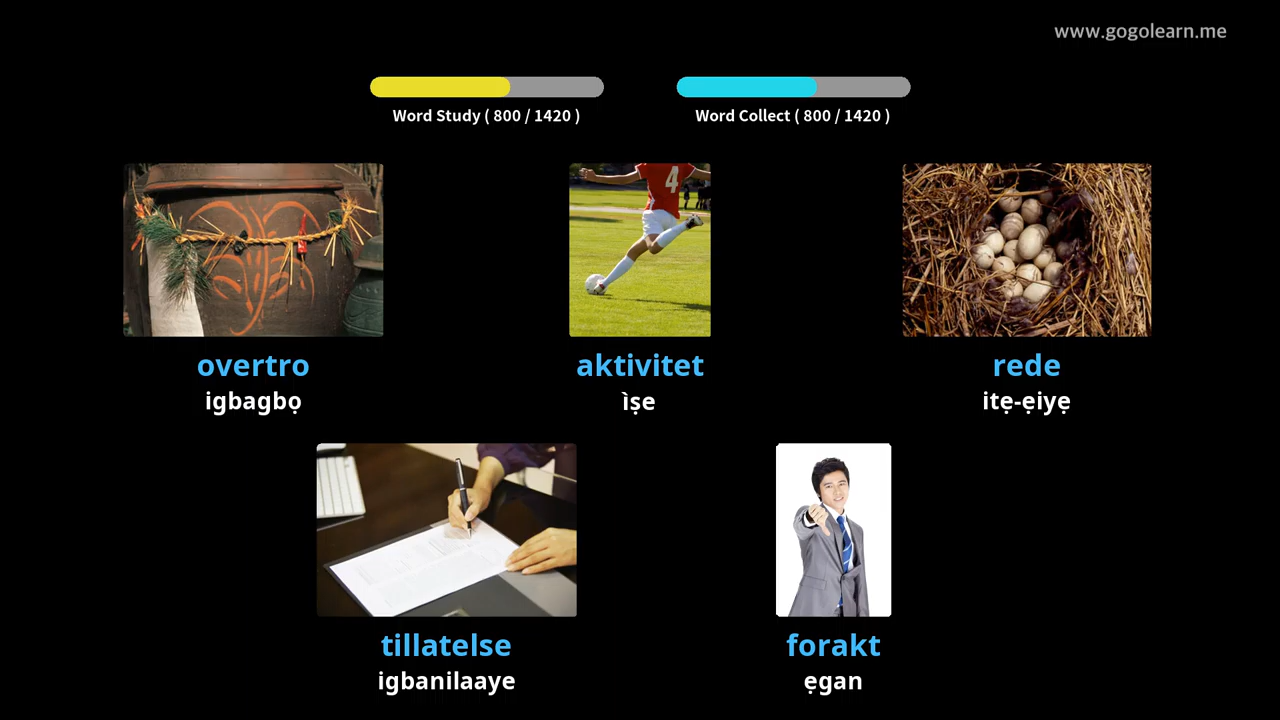 www.gogolearn.me
Word Study ( 800 / 1420 )
Word Collect ( 800 / 1420 )
4
overtro
igbagbọ
aktivitet
ìṣe
rede
itẹ-ẹiyẹ
tillatelse
igbanilaaye
forakt
ẹgan